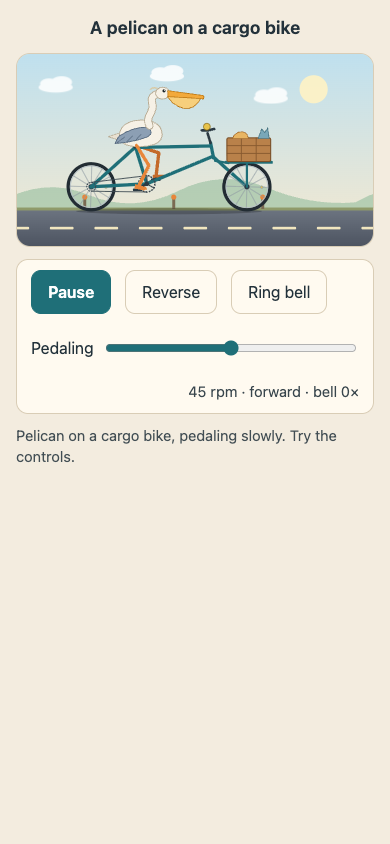 A pelican on a cargo bike
Pause
Reverse
Ring bell
Pedaling
45 rpm · forward · bell 0×
Pelican on a cargo bike, pedaling slowly. Try the
controls.